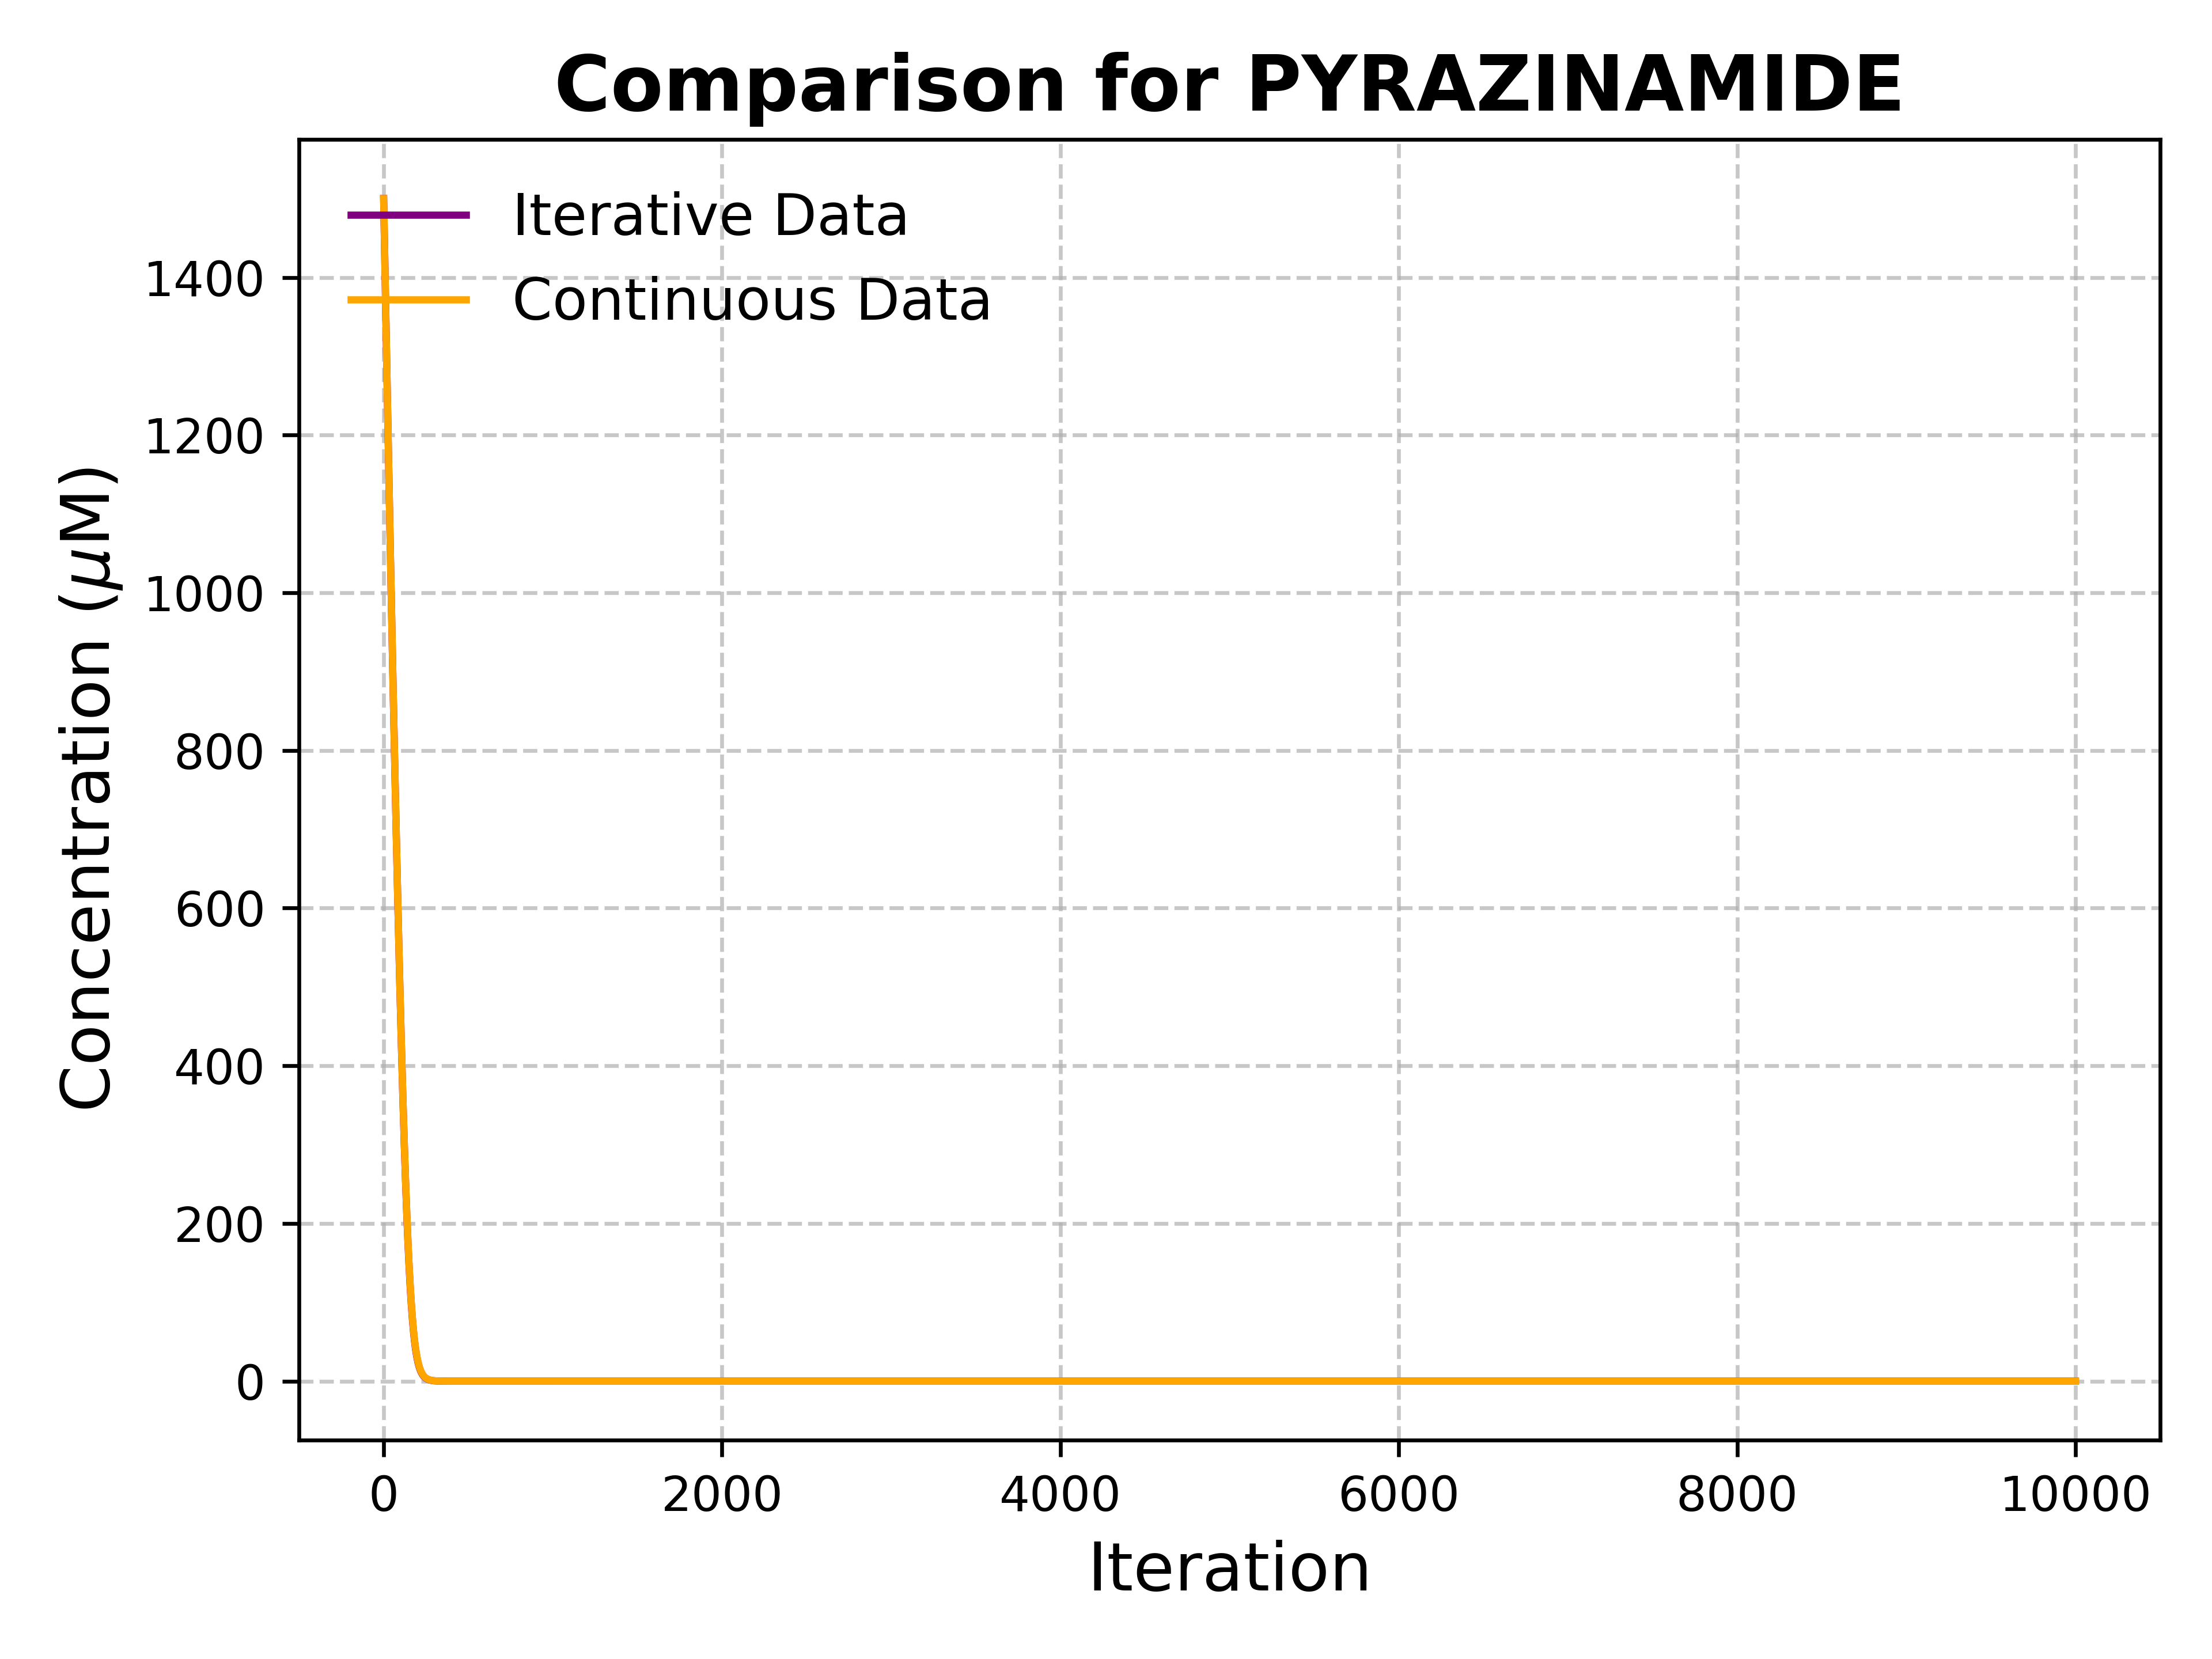 Comparison for PYRAZINAMIDE
Iterative Data
Continuous Data
Concentration (μM)
1400
1200
1000
800
600
400
200
0
0 2000 4000 6000 8000 10000
Iteration